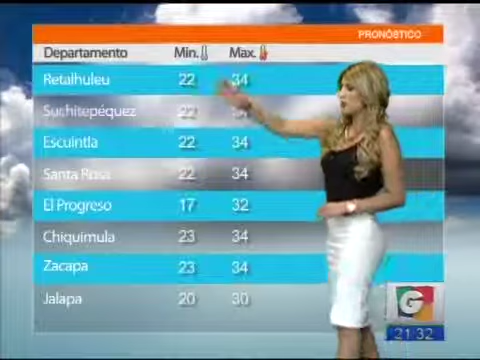 PRONÓSTICO
Departamento Min. Max.
Retalhuleu 22 34
Suchitepéquez 22
Escuintla 22 34
Santa Rosa 22 34
El Progreso 17 32
Chiquimula 23 34
Zacapa 23 34
Jalapa 20 30
G
21:32